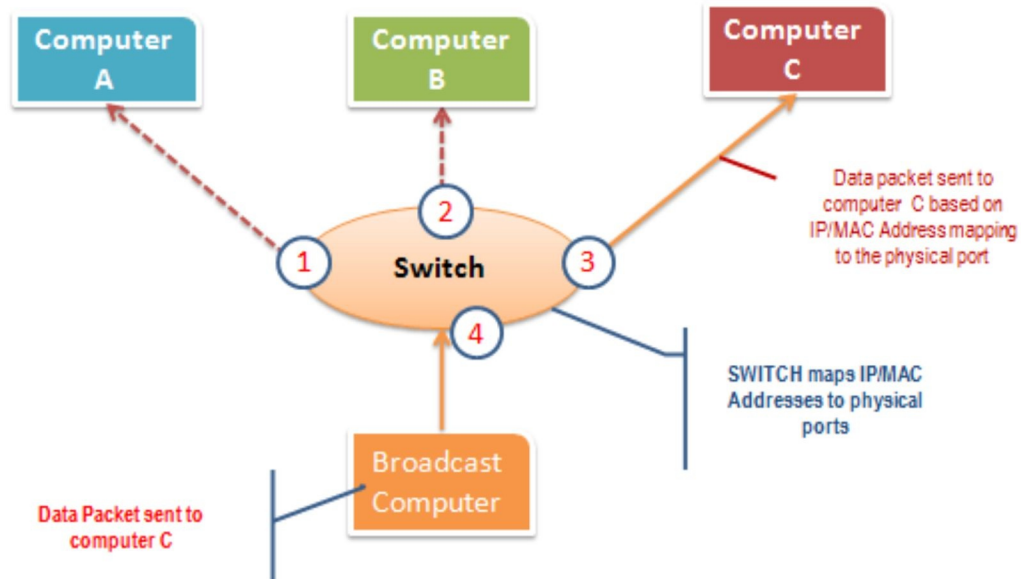 Computer
A
Computer
B
Computer
C
Data packet sent to
computer C based on
IP/MAC Address mapping
to the physical port
2
1
Switch
3
4
SWITCH maps IP/MAC
Addresses to physical
ports
Broadcast
Computer
Data Packet sent to
computer C